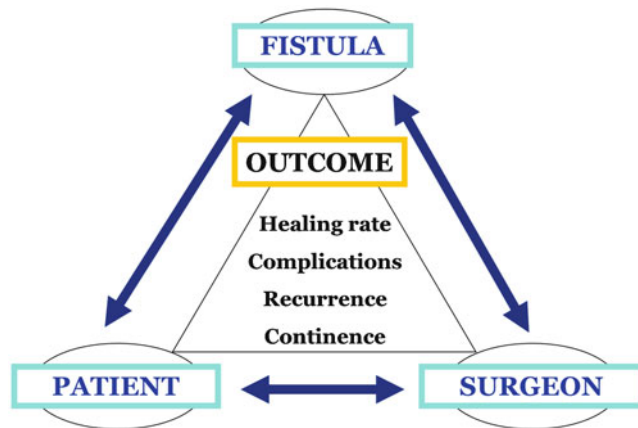 FISTULA
OUTCOME
Healing rate
Complications
Recurrence
Continence
PATIENT
SURGEON